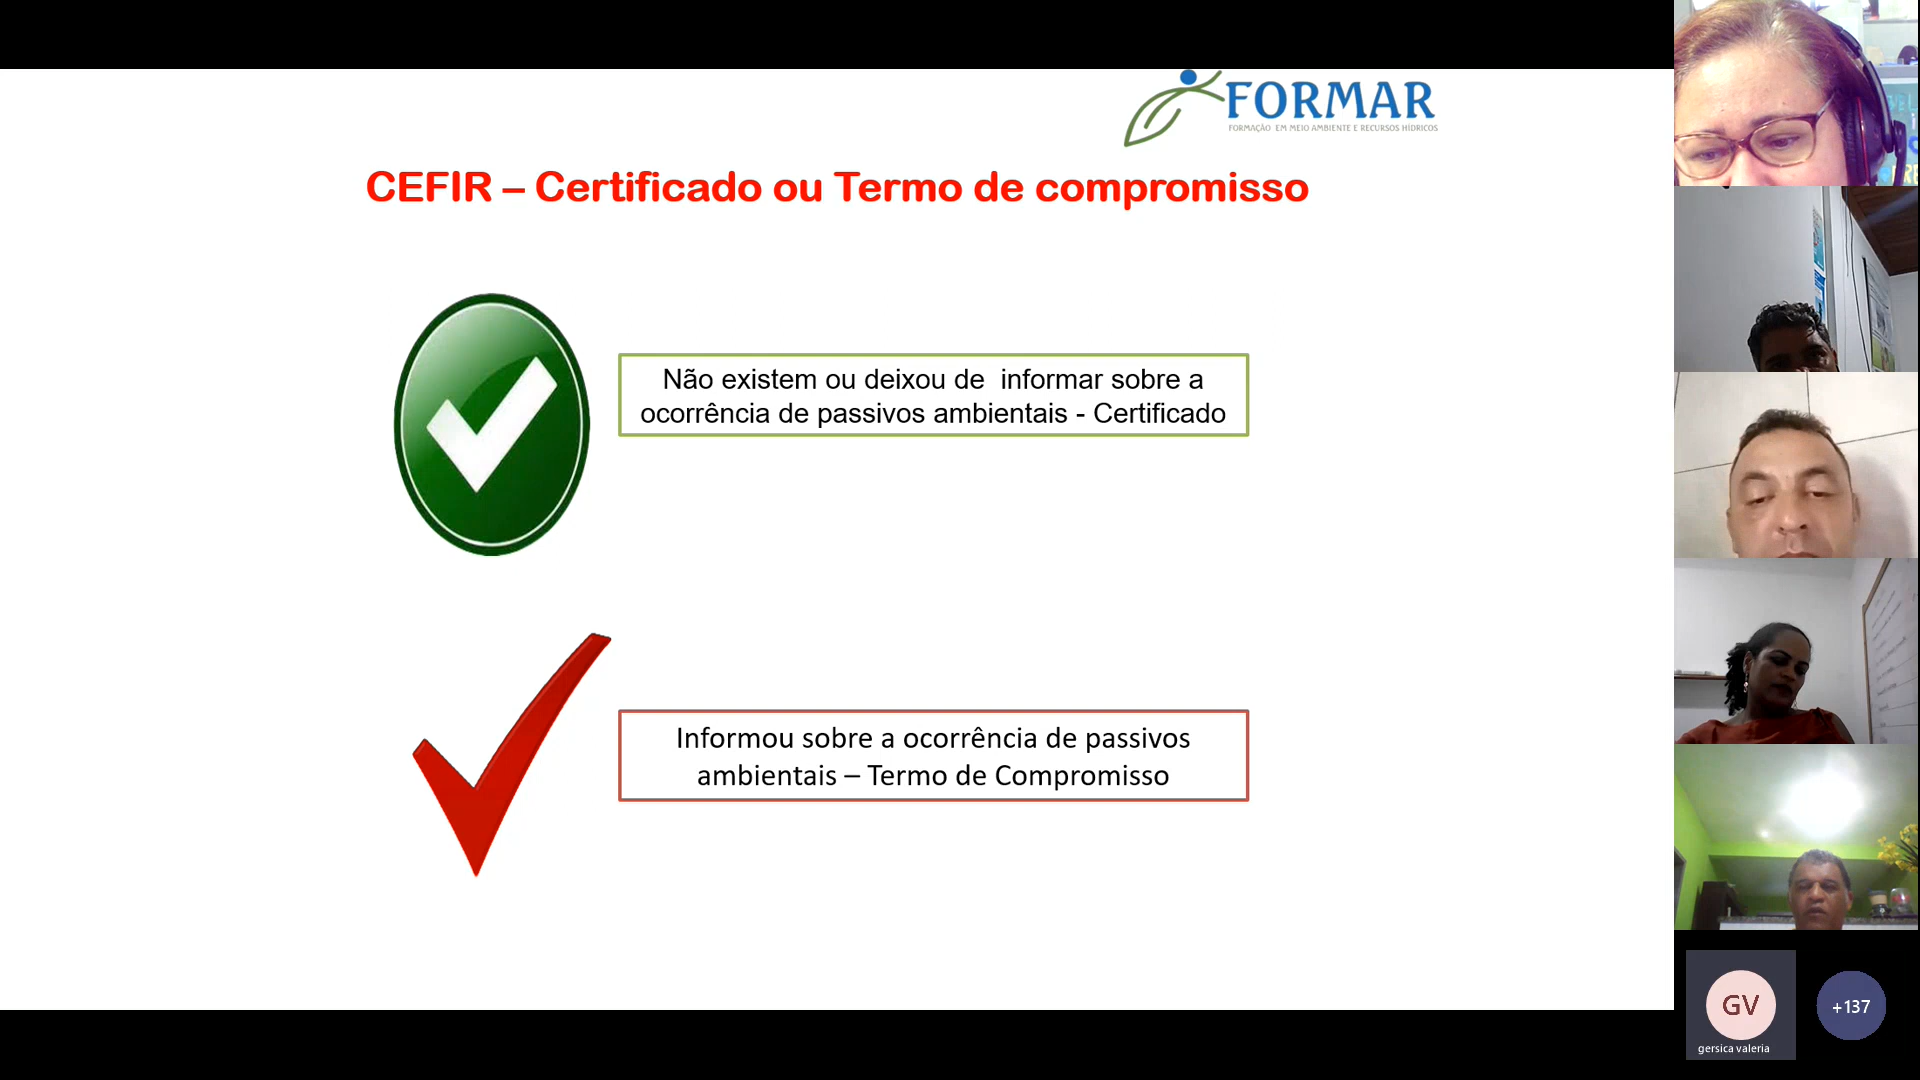 FORMAR
FORMAÇÃO EM MEIO AMBIENTE E RECURSOS HÍDRICOS
CEFIR – Certificado ou Termo de compromisso
Não existem ou deixou de informar sobre a
ocorrência de passivos ambientais - Certificado
Informou sobre a ocorrência de passivos
ambientais – Termo de Compromisso
GV
gersica valeria
+137